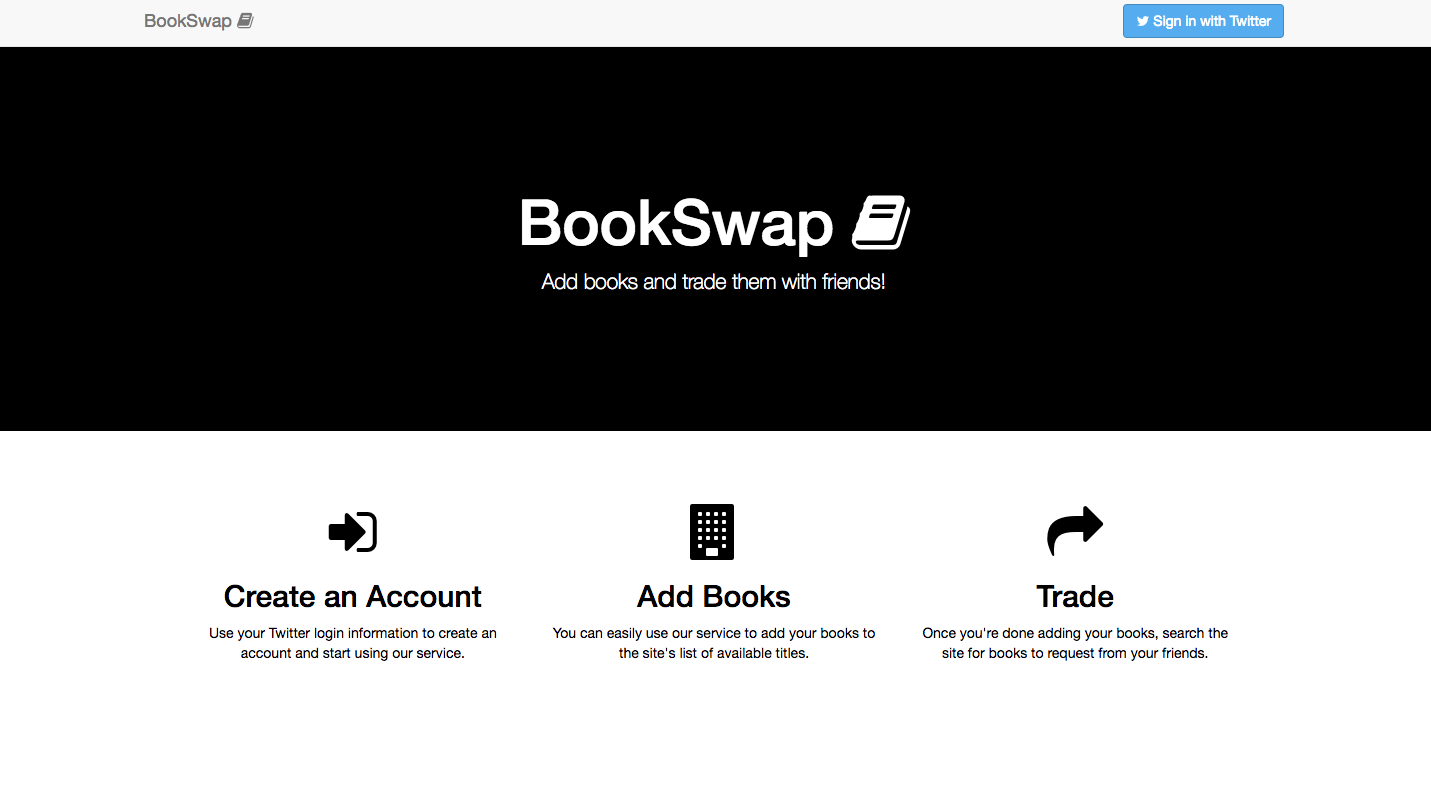 BookSwap
Sign in with Twitter
BookSwap
Add books and trade them with friends!
Create an Account
Use your Twitter login information to create an
account and start using our service.
Add Books
You can easily use our service to add your books to
the site's list of available titles.
Trade
Once you're done adding your books, search the
site for books to request from your friends.